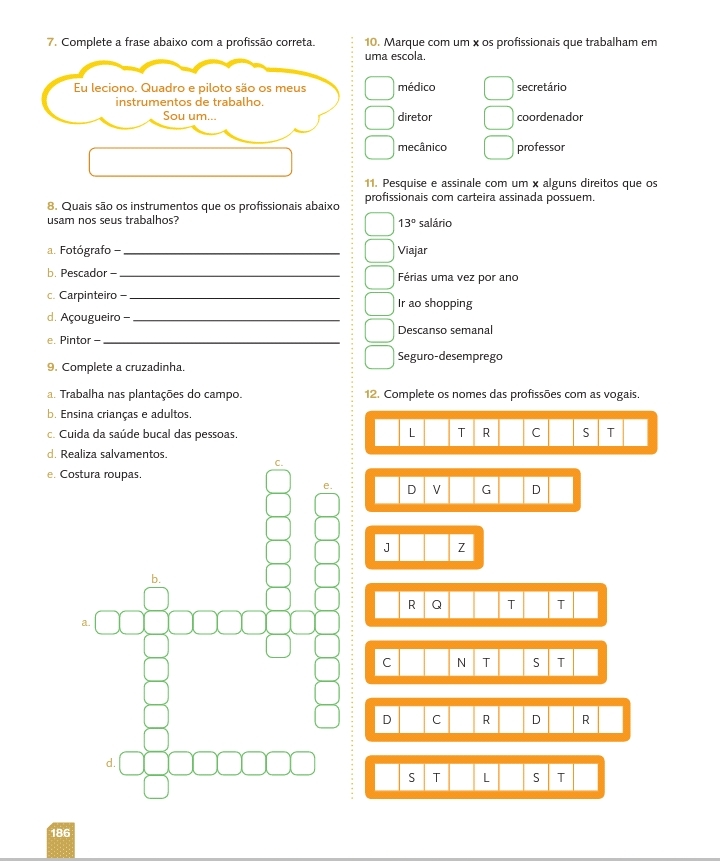 7. Complete a frase abaixo com a profissão correta.
Eu leciono. Quadro e piloto são os meus
instrumentos de trabalho.
Sou um...
8. Quais são os instrumentos que os profissionais abaixo
usam nos seus trabalhos?
a. Fotógrafo –
b. Pescador –
c. Carpinteiro –
d. Açougueiro –
e. Pintor –
9. Complete a cruzadinha.
a. Trabalha nas plantações do campo.
b. Ensina crianças e adultos.
c. Cuida da saúde bucal das pessoas.
d. Realiza salvamentos.
e. Costura roupas.
c.
e.
b.
a.
d.
10. Marque com um x os profissionais que trabalham em
uma escola.
médico secretário
diretor coordenador
mecânico professor
11. Pesquise e assinale com um x alguns direitos que os
profissionais com carteira assinada possuem.
13º salário
Viajar
Férias uma vez por ano
Ir ao shopping
Descanso semanal
Seguro-desemprego
12. Complete os nomes das profissões com as vogais.
L T R C S T
D V G D
J Z
R Q T T
C N T S T
D C R D R
S T L S T
186